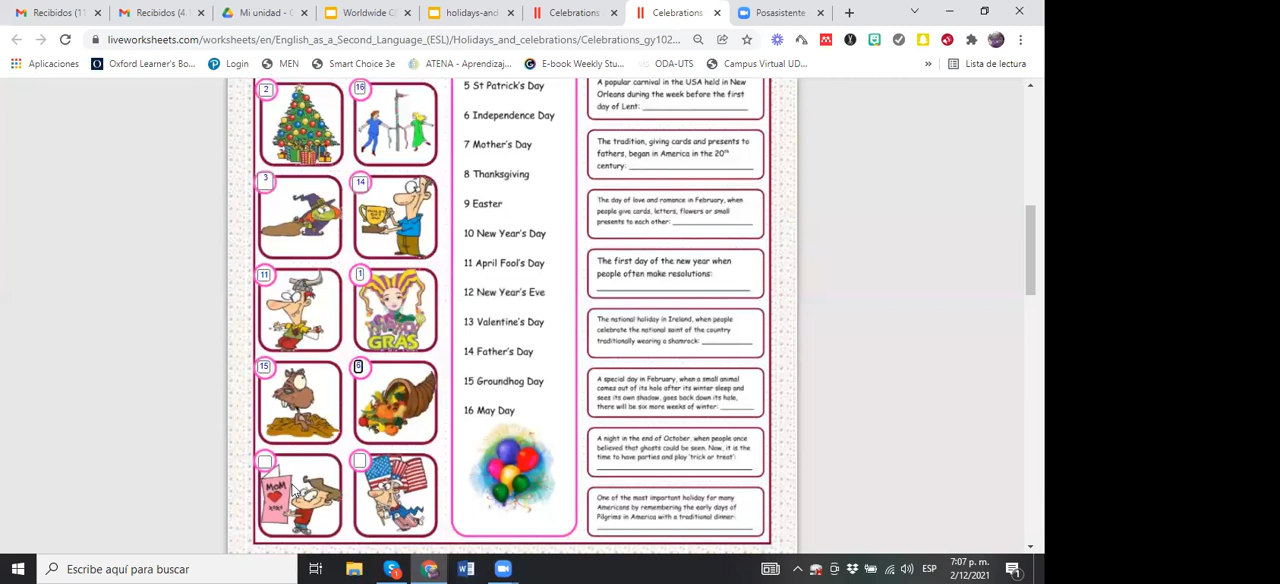 Recibidos (11
Recibidos (4.1
Mi unidad - G
Worldwide Ce
holidays-and
Celebrations
Celebrations
Posasistente
liveworksheets.com/worksheets/en/English_as_a_Second_Language_(ESL)/Holidays_and_celebrations/Celebrations_gy102...
Aplicaciones
Oxford Learner's Bo...
Login
MEN
Smart Choice 3e
ATENA - Aprendizaj...
E-book Weekly Stu...
ODA-UTS
Campus Virtual UD...
»
Lista de lectura
2
16
3
14
11
1
MARDI
GRAS
15
8
MOM
5 St Patrick's Day
6 Independence Day
7 Mother's Day
8 Thanksgiving
9 Easter
10 New Year's Day
11 April Fool's Day
12 New Year's Eve
13 Valentine's Day
14 Father's Day
15 Groundhog Day
16 May Day
A popular carnival in the USA held in New
Orleans during the week before the first
day of Lent:
The tradition, giving cards and presents to
fathers, began in America in the 20th
century:
The day of love and romance in February, when
people give cards, letters, flowers or small
presents to each other:
The first day of the new year when
people often make resolutions:
The national holiday in Ireland, when people
celebrate the national saint of the country
traditionally wearing a shamrock:
A special day in February, when a small animal
comes out of its hole after its winter sleep and
sees its own shadow, goes back down its hole,
there will be six more weeks of winter:
A night in the end of October, when people once
believed that ghosts could be seen. Now, it is the
time to have parties and play 'trick or treat':
One of the most important holiday for many
Americans by remembering the early days of
Pilgrims in America with a traditional dinner:
Escribe aquí para buscar
ESP
7:07 p. m.
2/12/2021